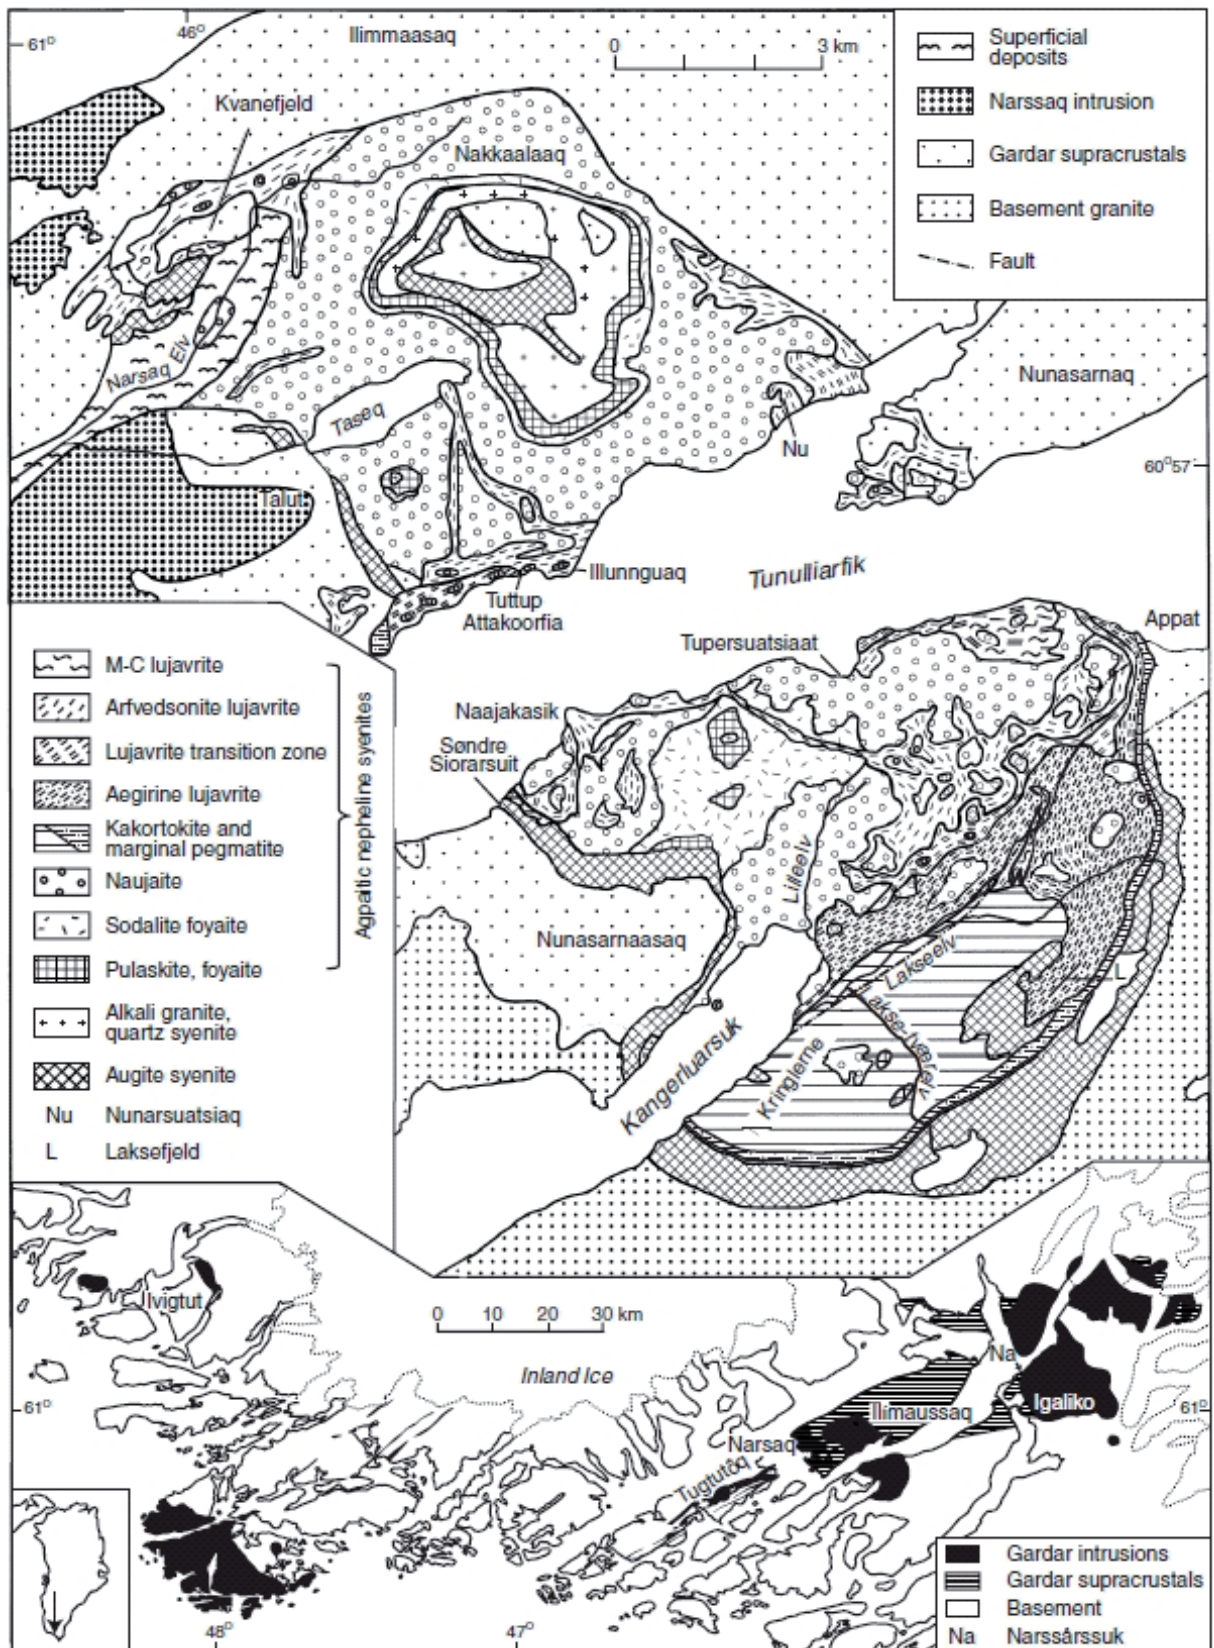 61°
46°
Ilimmaasaq
0
3 km
Kvanefjeld
Nakkaalaaq
Superficial
deposits
Narssaq intrusion
Gardar supracrustals
Basement granite
Fault
Narsaq Elv
Taseq
Nunasarnaq
Nu
60°57′
Talut
Illunnguaq
Tuttup
Attakoorfia
Tunulliarfik
Tupersuatsiaat
Appat
Naajakasik
Søndre
Siorarsuit
Lilleelv
Nunasarnaasaq
Lakseelv
L
Kangerluarsuk
Kringlerne
M-C lujavrite
Arfvedsonite lujavrite
Lujavrite transition zone
Aegirine lujavrite
Kakortokite and
marginal pegmatite
Naujaite
Sodalite foyaite
Pulaskite, foyaite
Agpaitic nepheline syenites
Alkali granite,
quartz syenite
Augite syenite
Nu Nunarsuatsiaq
L Laksefjeld
Ivigtut
0 10 20 30 km
Inland Ice
Na
61°
Igaliko
61°
Ilimaussaq
Narsaq
Tugtutôq
48°
47°
Gardar intrusions
Gardar supracrustals
Basement
Na Narssârssuk